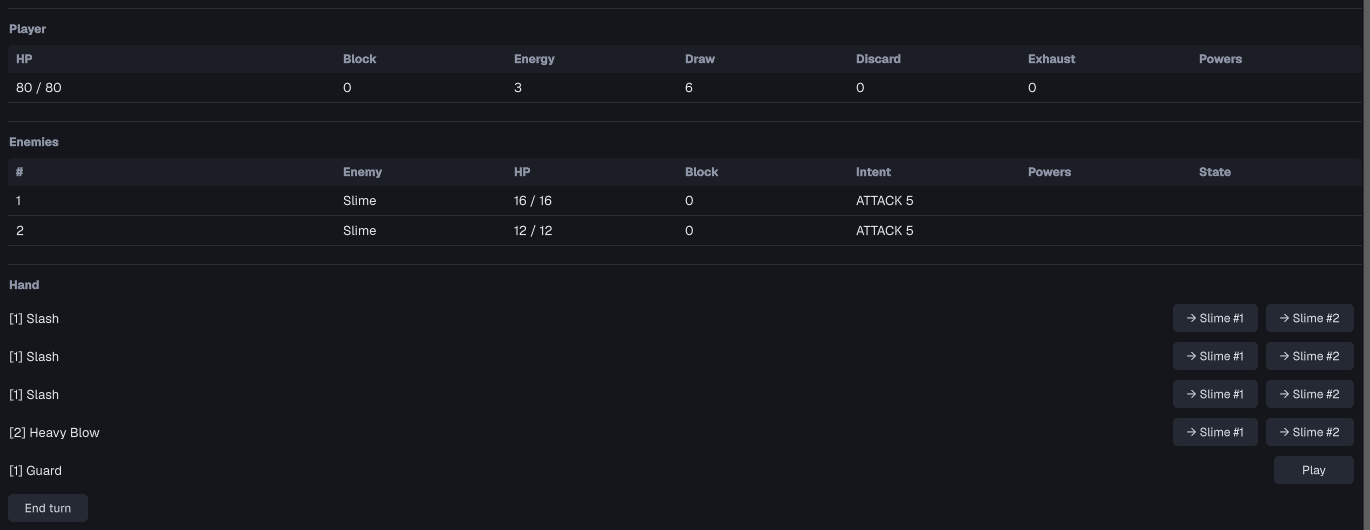 Player
HP Block Energy Draw Discard Exhaust Powers
80 / 80 0 3 6 0 0
Enemies
# Enemy HP Block Intent Powers State
1 Slime 16 / 16 0 ATTACK 5
2 Slime 12 / 12 0 ATTACK 5
Hand
[1] Slash → Slime #1 → Slime #2
[1] Slash → Slime #1 → Slime #2
[1] Slash → Slime #1 → Slime #2
[2] Heavy Blow → Slime #1 → Slime #2
[1] Guard Play
End turn